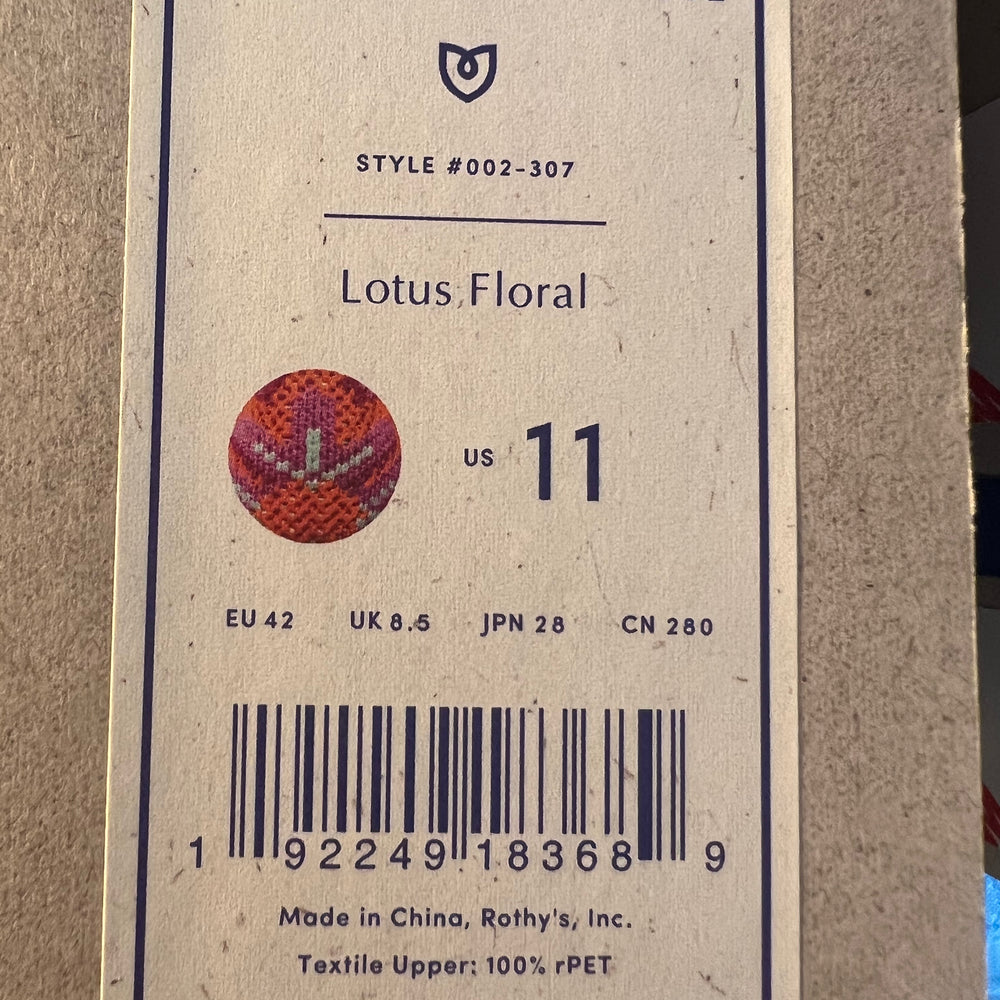 STYLE #002-307
Lotus Floral
US 11
EU 42 UK 8.5 JPN 28 CN 280
1 92249 18368 9
Made in China, Rothy's, Inc.
Textile Upper: 100% rPET